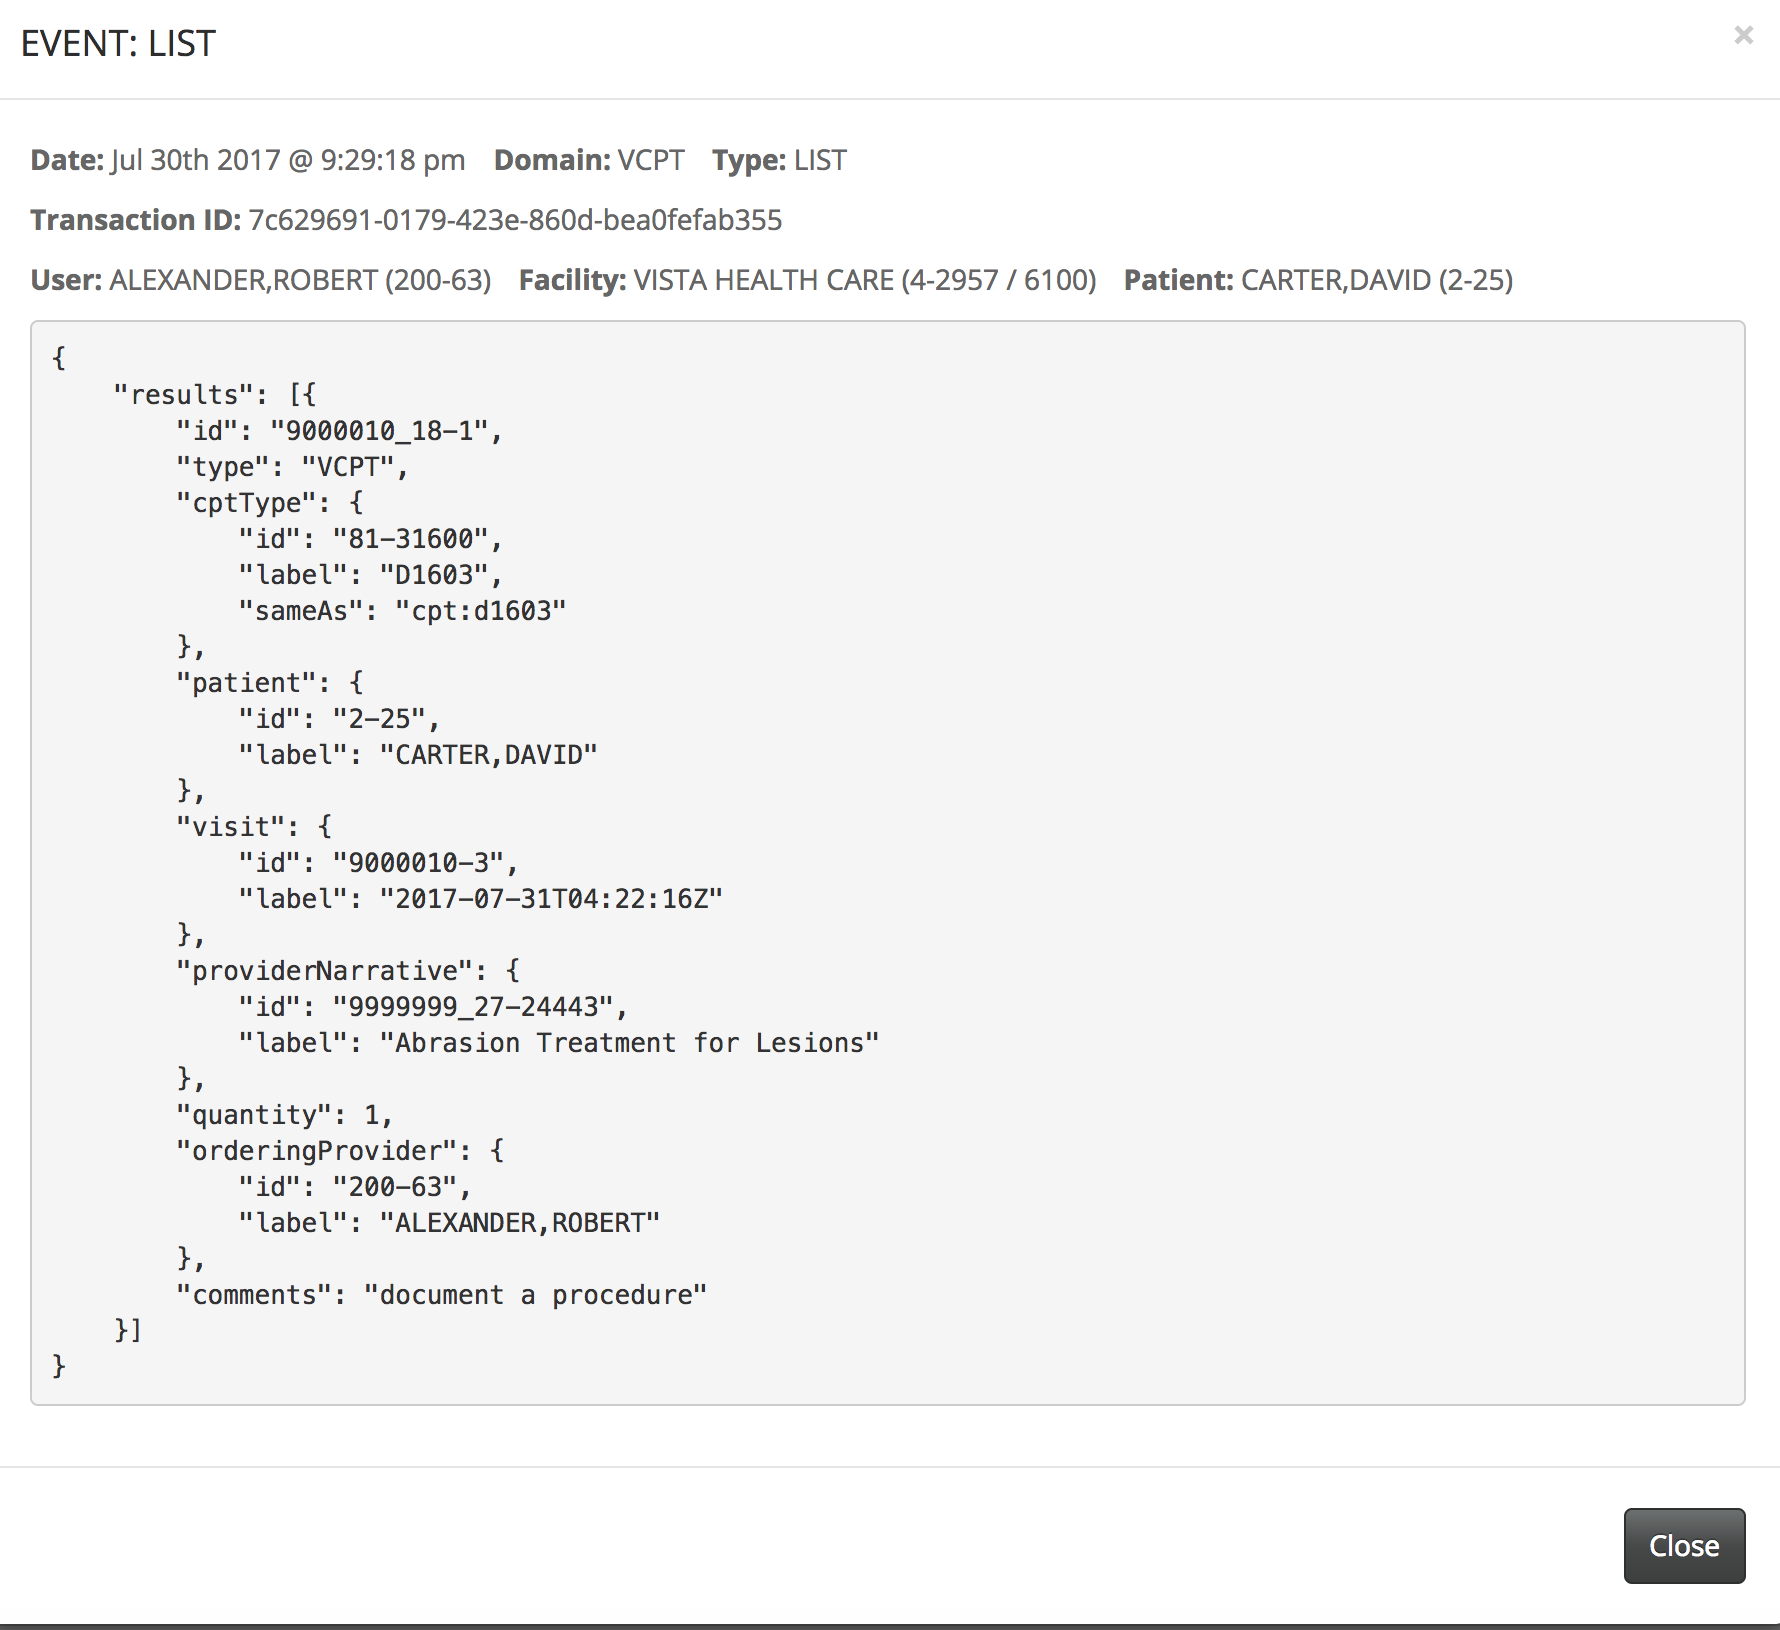 EVENT: LIST
×
Date: Jul 30th 2017 @ 9:29:18 pm Domain: VCPT Type: LIST
Transaction ID: 7c629691-0179-423e-860d-bea0fefab355
User: ALEXANDER,ROBERT (200-63) Facility: VISTA HEALTH CARE (4-2957 / 6100) Patient: CARTER,DAVID (2-25)
{
    "results": [{
        "id": "9000010_18-1",
        "type": "VCPT",
        "cptType": {
            "id": "81-31600",
            "label": "D1603",
            "sameAs": "cpt:d1603"
        },
        "patient": {
            "id": "2-25",
            "label": "CARTER,DAVID"
        },
        "visit": {
            "id": "9000010-3",
            "label": "2017-07-31T04:22:16Z"
        },
        "providerNarrative": {
            "id": "9999999_27-24443",
            "label": "Abrasion Treatment for Lesions"
        },
        "quantity": 1,
        "orderingProvider": {
            "id": "200-63",
            "label": "ALEXANDER,ROBERT"
        },
        "comments": "document a procedure"
    }]
}
Close